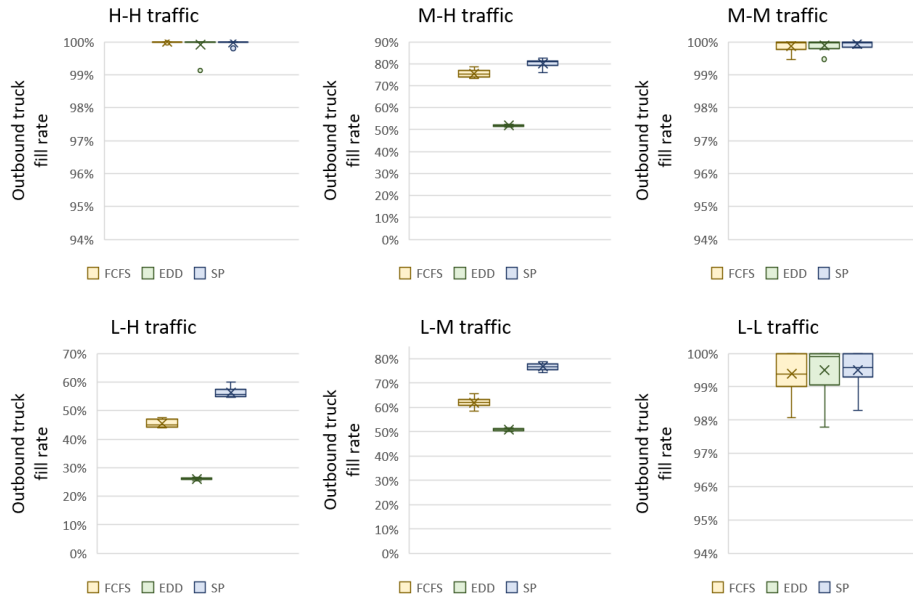 H-H traffic
Outbound truck
fill rate
100%
99%
98%
97%
96%
95%
94%
FCFS EDD SP
M-H traffic
Outbound truck
fill rate
90%
80%
70%
60%
50%
40%
30%
20%
10%
0%
FCFS EDD SP
M-M traffic
Outbound truck
fill rate
100%
99%
98%
97%
96%
95%
94%
FCFS EDD SP
L-H traffic
Outbound truck
fill rate
70%
60%
50%
40%
30%
20%
10%
0%
FCFS EDD SP
L-M traffic
Outbound truck
fill rate
80%
70%
60%
50%
40%
30%
20%
10%
0%
FCFS EDD SP
L-L traffic
Outbound truck
fill rate
100%
99%
98%
97%
96%
95%
94%
FCFS EDD SP